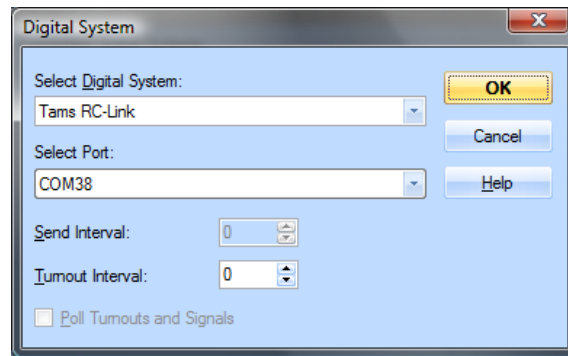 Digital System
Select Digital System:
Tams RC-Link
Select Port:
COM38
Send Interval:
0
Turnout Interval:
0
Poll Turnouts and Signals
OK
Cancel
Help